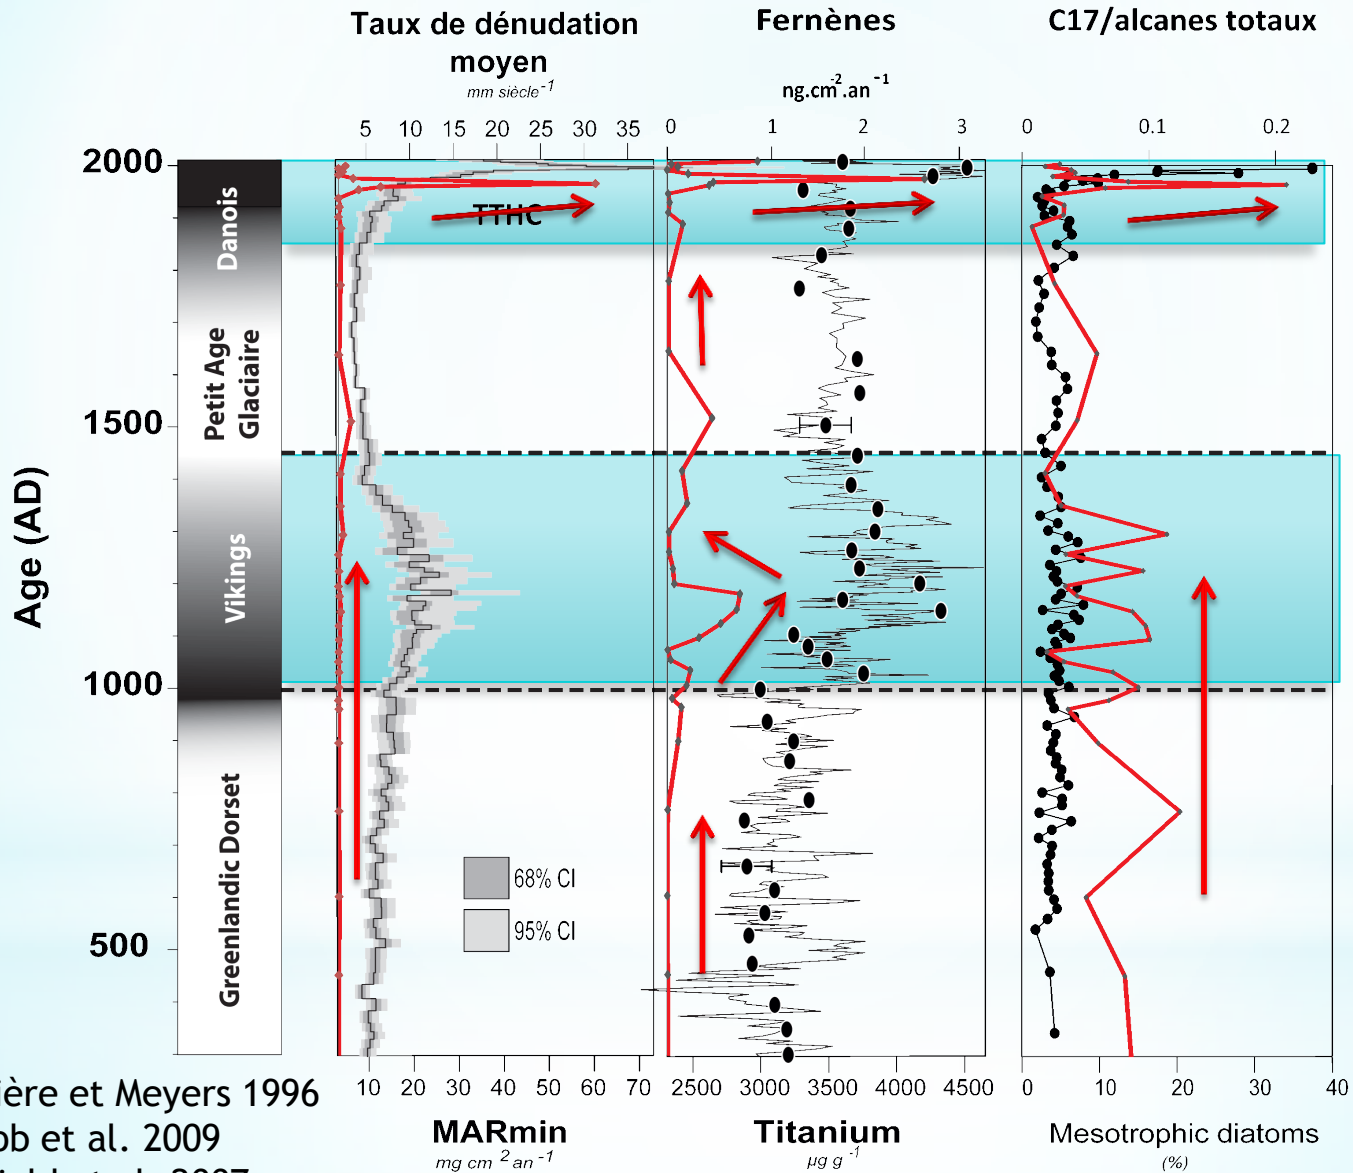 Taux de dénudation
moyen
mm siècle-1
Fernènes
ng.cm-2.an-1
C17/alcanes totaux
5 10 15 20 25 30 35
0 1 2 3
0 0.1 0.2
2000
1500
1000
500
Age (AD)
Danois
Petit Age
Glaciaire
Vikings
Greenlandic Dorset
TTHC
68% CI
95% CI
10 20 30 40 50 60 70
2500 3000 3500 4000 4500
0 10 20 30 40
MARmin
mg cm2 an-1
Titanium
µg g-1
Mesotrophic diatoms
(%)
ière et Meyers 1996
ob et al. 2009